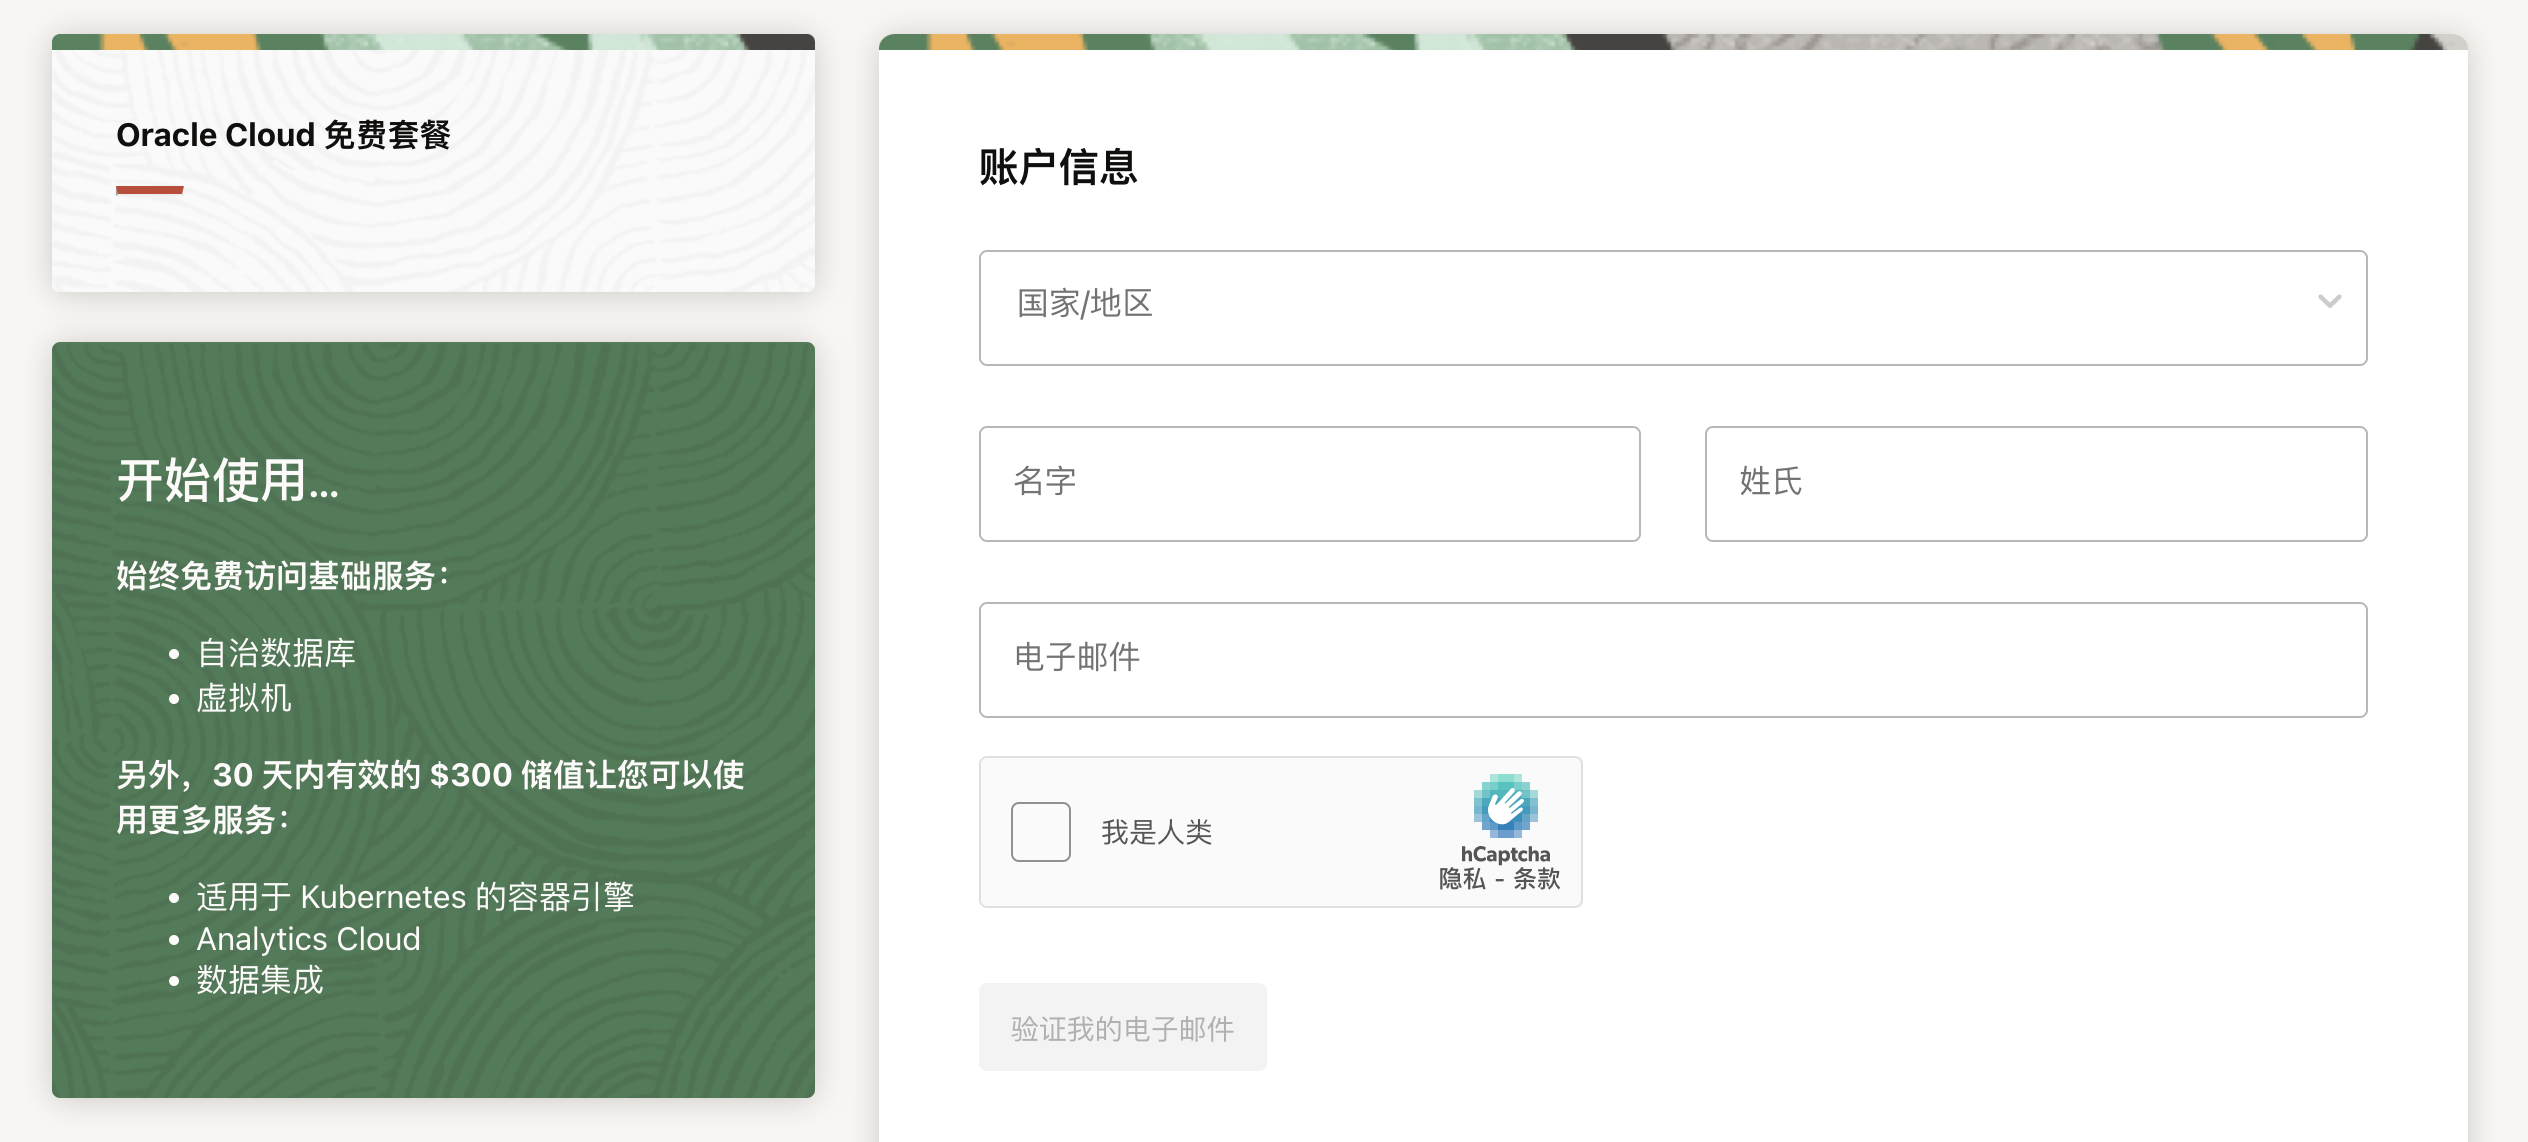 Oracle Cloud 免费套餐
开始使用...
始终免费访问基础服务：
自治数据库
虚拟机
另外，30 天内有效的 $300 储值让您可以使
用更多服务：
适用于 Kubernetes 的容器引擎
Analytics Cloud
数据集成
账户信息
国家/地区
名字
姓氏
电子邮件
我是人类
hCaptcha
隐私 - 条款
验证我的电子邮件